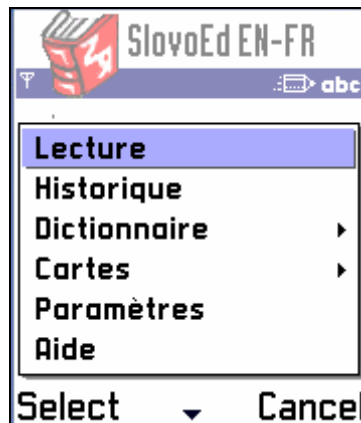 SlovoEd EN-FR
abc
Lecture
Historique
Dictionnaire
Cartes
Paramètres
Aide
Select Cancel